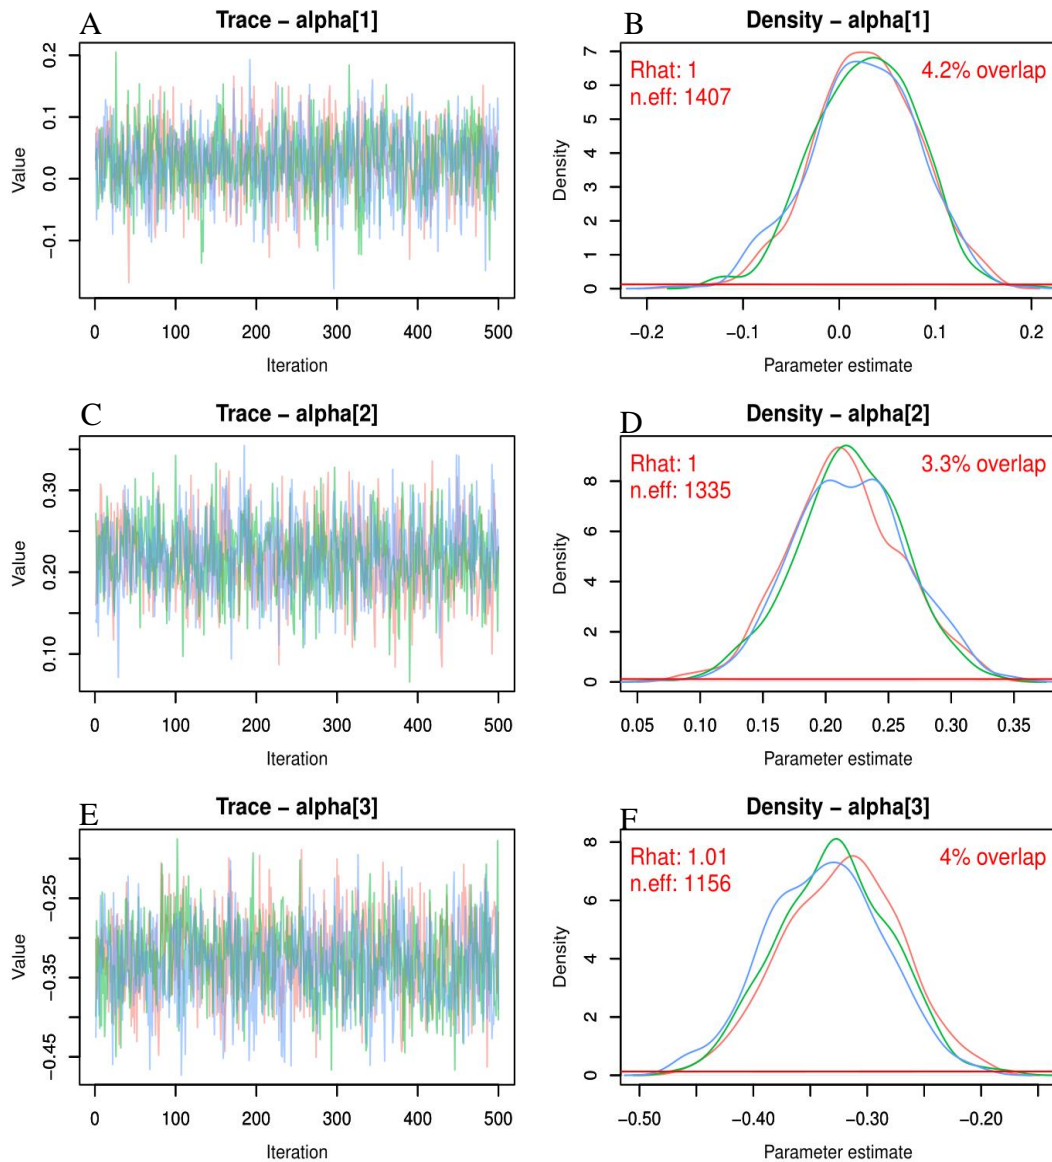 A Trace − alpha[1]
Value
0.2
0.1
0.0
−0.1
0 100 200 300 400 500
Iteration
B Density − alpha[1]
Rhat: 1
n.eff: 1407
4.2% overlap
Density
7
6
5
4
3
2
1
0
−0.2 −0.1 0.0 0.1 0.2
Parameter estimate
C Trace − alpha[2]
Value
0.30
0.20
0.10
0 100 200 300 400 500
Iteration
D Density − alpha[2]
Rhat: 1
n.eff: 1335
3.3% overlap
Density
8
6
4
2
0
0.05 0.10 0.15 0.20 0.25 0.30 0.35
Parameter estimate
E Trace − alpha[3]
Value
−0.25
−0.35
−0.45
0 100 200 300 400 500
Iteration
F Density − alpha[3]
Rhat: 1.01
n.eff: 1156
4% overlap
Density
8
6
4
2
0
−0.50 −0.40 −0.30 −0.20
Parameter estimate